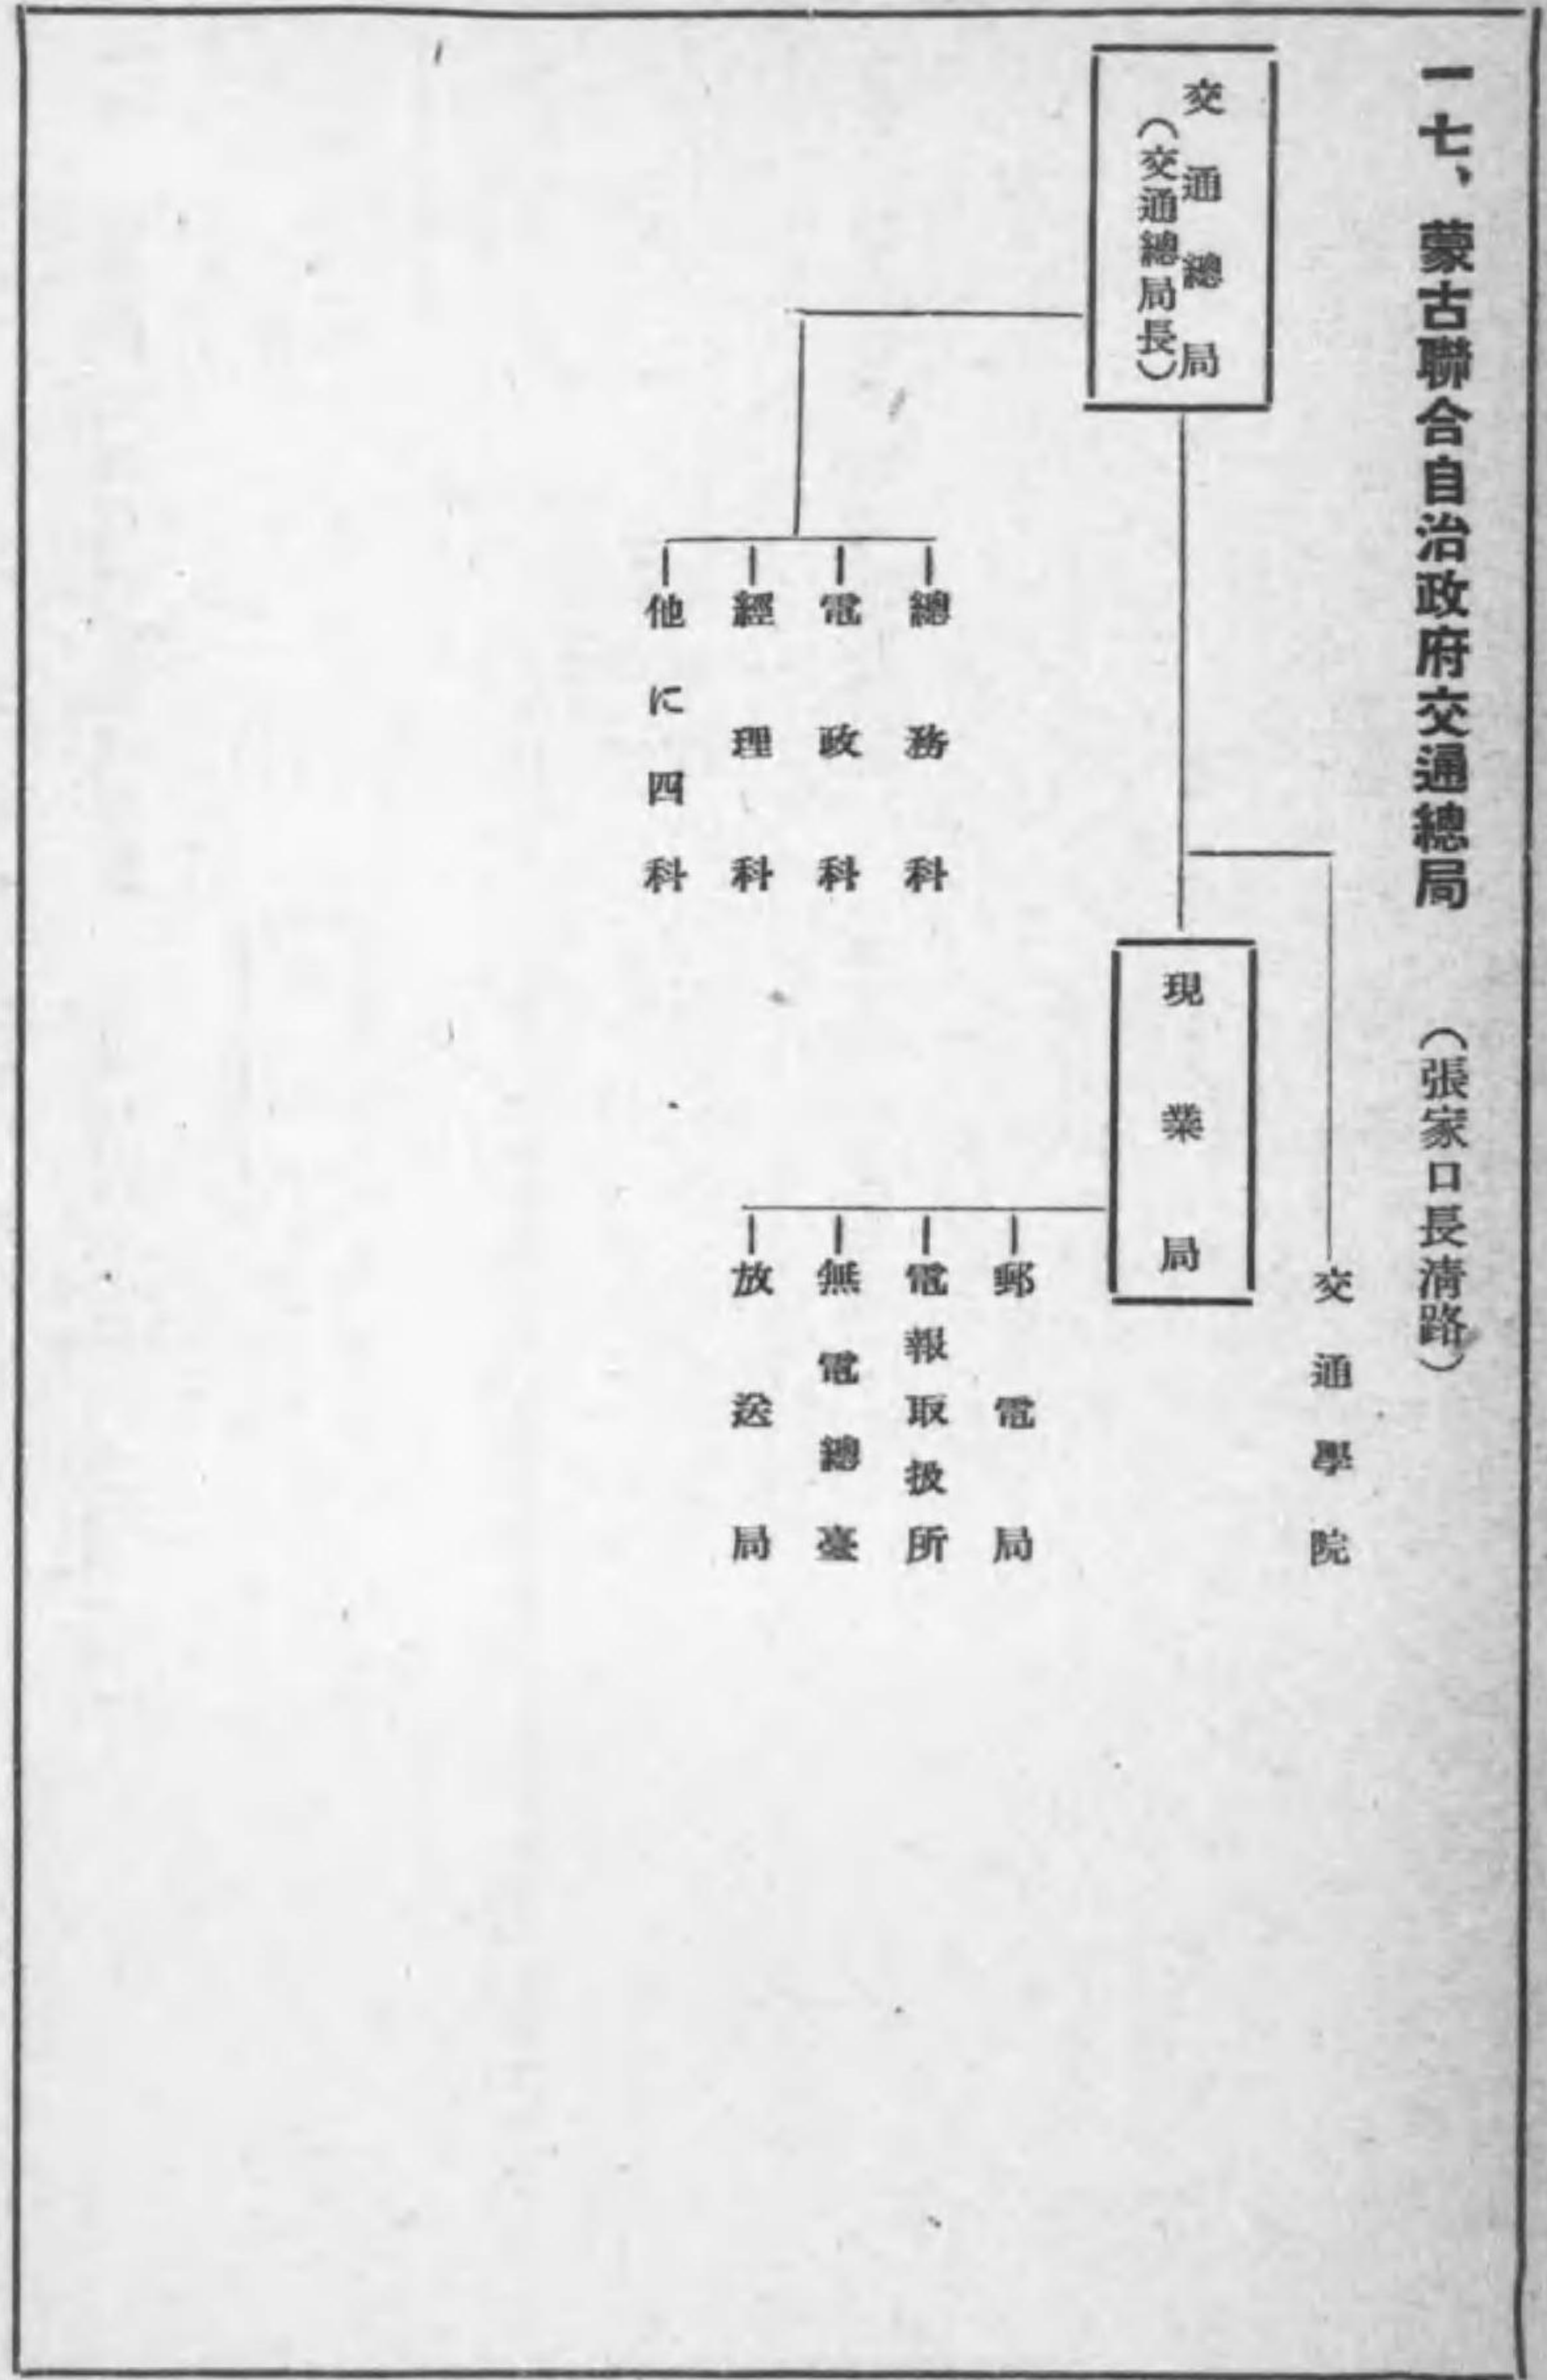 一七、蒙古聯合自治政府交通總局 （張家口長清路）
交通學院
交通總局
（交通總局長）
現業局
郵電局
電報取扱所
總務科
無電總臺
電政科
放送局
經理科
他に四科